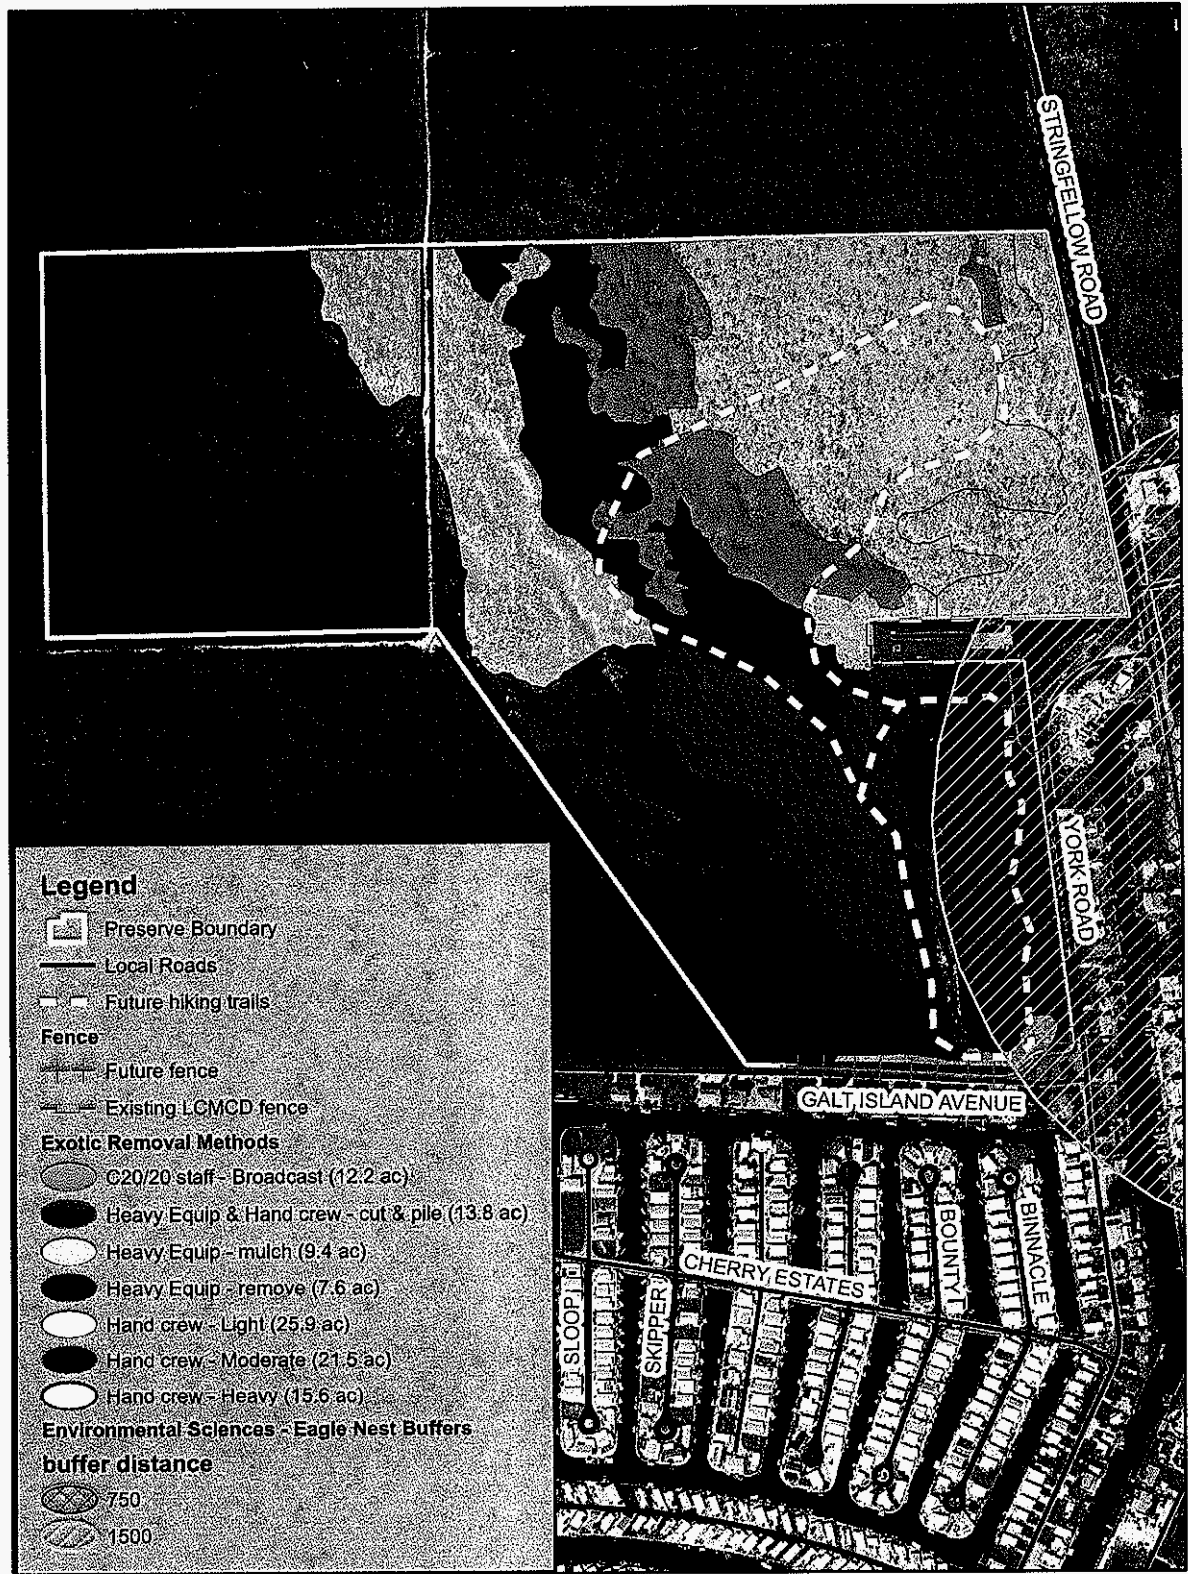 STRINGFELLOW ROAD
YORK ROAD
GALT ISLAND AVENUE
SLOOP
SKIPPER
CHERRY ESTATES
BOUNTY
BINNACLE
Legend
Preserve Boundary
Local Roads
Future hiking trails
Fence
Future fence
Existing LCMCD fence
Exotic Removal Methods
C20/20 staff - Broadcast (12.2 ac)
Heavy Equip & Hand crew - cut & pile (13.8 ac)
Heavy Equip - mulch (9.4 ac)
Heavy Equip - remove (7.6 ac)
Hand crew - Light (25.9 ac)
Hand crew - Moderate (21.5 ac)
Hand crew - Heavy (15.6 ac)
Environmental Sciences - Eagle Nest Buffers
buffer distance
750
1500